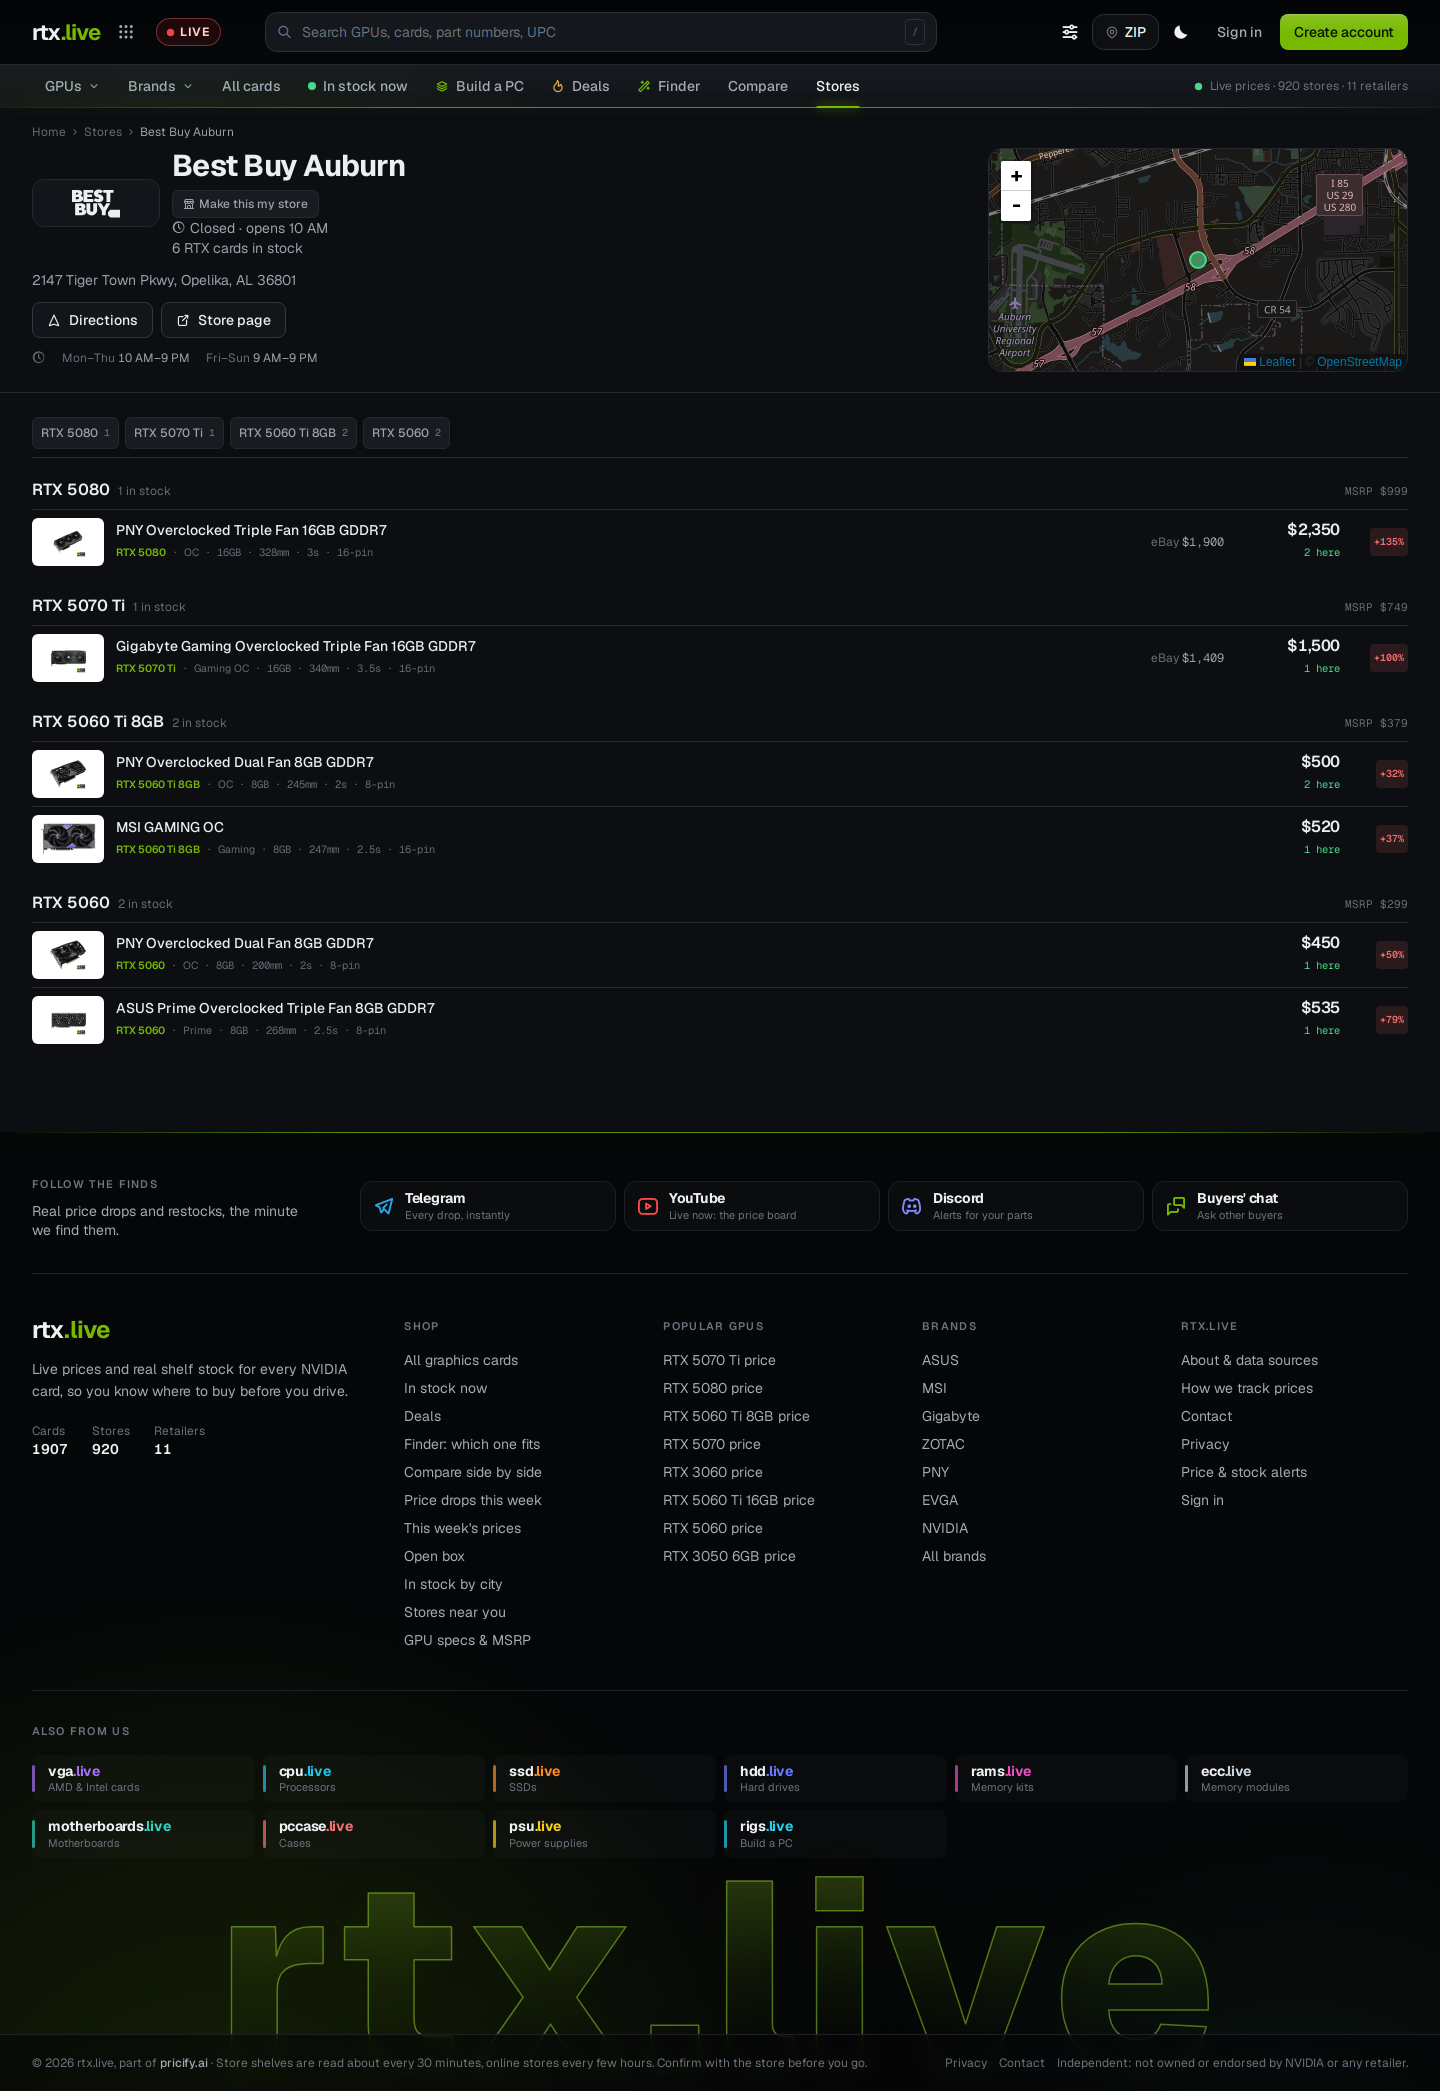 rtx.live
LIVE
Search GPUs, cards, part numbers, UPC
/
ZIP
Sign in
Create account
GPUs
Brands
All cards
In stock now
Build a PC
Deals
Finder
Compare
Stores
Live prices · 920 stores · 11 retailers
Home › Stores › Best Buy Auburn
BEST
BUY
Best Buy Auburn
Make this my store
Closed · opens 10 AM
6 RTX cards in stock
2147 Tiger Town Pkwy, Opelika, AL 36801
Directions
Store page
Mon–Thu 10 AM–9 PM Fri–Sun 9 AM–9 PM
+
-
I 85
US 29
US 280
58
58
CR 54
57
57
Auburn
University
Regional
Airport
Leaflet | © OpenStreetMap
RTX 5080 1
RTX 5070 Ti 1
RTX 5060 Ti 8GB 2
RTX 5060 2
RTX 5080 1 in stock
MSRP $999
PNY Overclocked Triple Fan 16GB GDDR7
RTX 5080 · OC · 16GB · 328mm · 3s · 16-pin
eBay $1,900
$2,350
2 here
+135%
RTX 5070 Ti 1 in stock
MSRP $749
Gigabyte Gaming Overclocked Triple Fan 16GB GDDR7
RTX 5070 Ti · Gaming OC · 16GB · 340mm · 3.5s · 16-pin
eBay $1,409
$1,500
1 here
+100%
RTX 5060 Ti 8GB 2 in stock
MSRP $379
PNY Overclocked Dual Fan 8GB GDDR7
RTX 5060 Ti 8GB · OC · 8GB · 245mm · 2s · 8-pin
$500
2 here
+32%
MSI GAMING OC
RTX 5060 Ti 8GB · Gaming · 8GB · 247mm · 2.5s · 16-pin
$520
1 here
+37%
RTX 5060 2 in stock
MSRP $299
PNY Overclocked Dual Fan 8GB GDDR7
RTX 5060 · OC · 8GB · 200mm · 2s · 8-pin
$450
1 here
+50%
ASUS Prime Overclocked Triple Fan 8GB GDDR7
RTX 5060 · Prime · 8GB · 268mm · 2.5s · 8-pin
$535
1 here
+79%
FOLLOW THE FINDS
Real price drops and restocks, the minute
we find them.
Telegram
Every drop, instantly
YouTube
Live now: the price board
Discord
Alerts for your parts
Buyers' chat
Ask other buyers
rtx.live
Live prices and real shelf stock for every NVIDIA
card, so you know where to buy before you drive.
Cards
1907
Stores
920
Retailers
11
SHOP
All graphics cards
In stock now
Deals
Finder: which one fits
Compare side by side
Price drops this week
This week's prices
Open box
In stock by city
Stores near you
GPU specs & MSRP
POPULAR GPUS
RTX 5070 Ti price
RTX 5080 price
RTX 5060 Ti 8GB price
RTX 5070 price
RTX 3060 price
RTX 5060 Ti 16GB price
RTX 5060 price
RTX 3050 6GB price
BRANDS
ASUS
MSI
Gigabyte
ZOTAC
PNY
EVGA
NVIDIA
All brands
RTX.LIVE
About & data sources
How we track prices
Contact
Privacy
Price & stock alerts
Sign in
ALSO FROM US
vga.live
AMD & Intel cards
cpu.live
Processors
ssd.live
SSDs
hdd.live
Hard drives
rams.live
Memory kits
ecc.live
Memory modules
motherboards.live
Motherboards
pccase.live
Cases
psu.live
Power supplies
rigs.live
Build a PC
rtx.live
© 2026 rtx.live, part of pricify.ai · Store shelves are read about every 30 minutes, online stores every few hours. Confirm with the store before you go.
Privacy Contact Independent: not owned or endorsed by NVIDIA or any retailer.